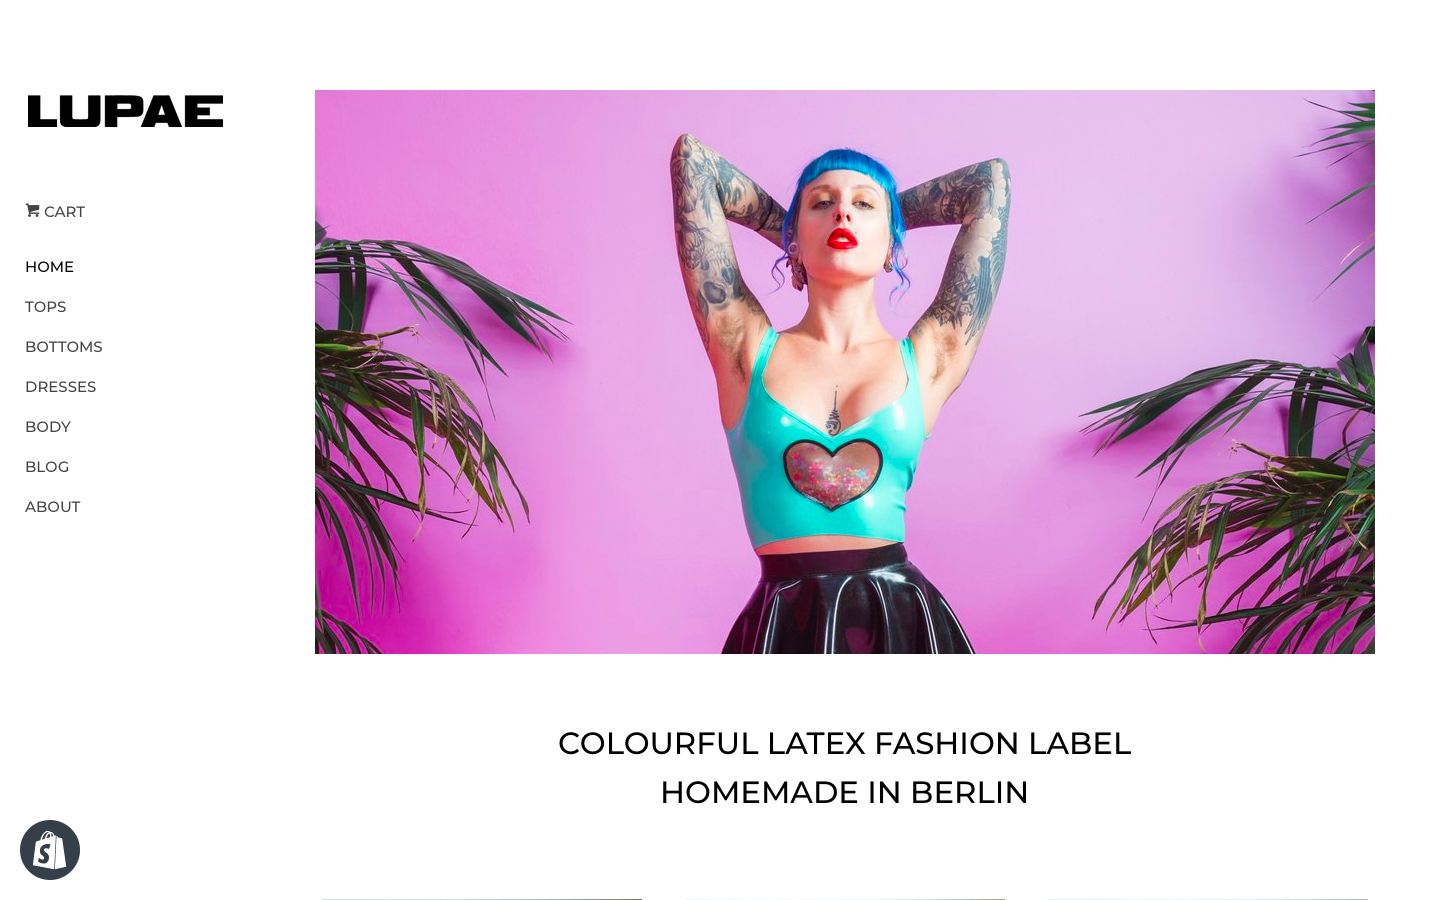 LUPAE
CART
HOME
TOPS
BOTTOMS
DRESSES
BODY
BLOG
ABOUT
COLOURFUL LATEX FASHION LABEL
HOMEMADE IN BERLIN
S